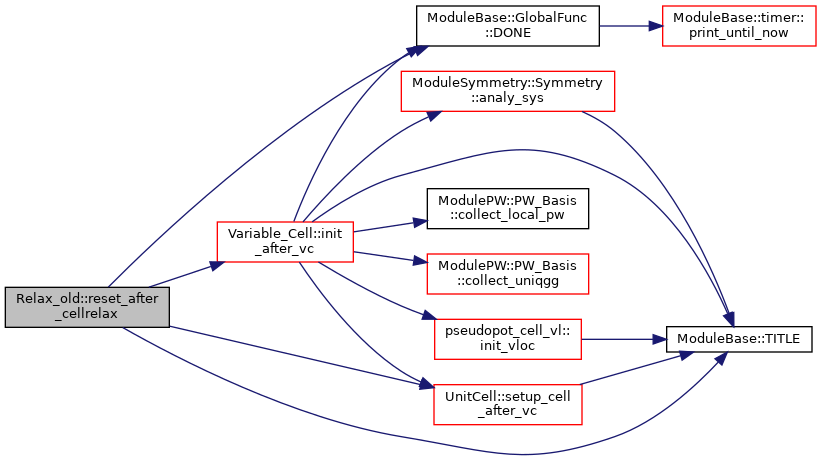 ModuleBase::GlobalFunc
::DONE
ModuleBase::timer::
print_until_now
ModuleSymmetry::Symmetry
::analy_sys
ModulePW::PW_Basis
::collect_local_pw
Variable_Cell::init
_after_vc
ModulePW::PW_Basis
::collect_uniqgg
Relax_old::reset_after
_cellrelax
pseudopot_cell_vl::
init_vloc
ModuleBase::TITLE
UnitCell::setup_cell
_after_vc